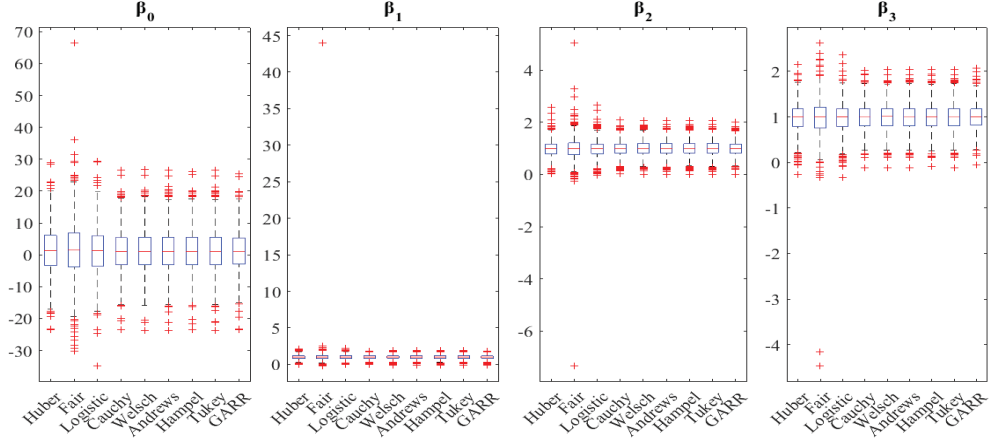 β0
70
60
50
40
30
20
10
0
-10
-20
-30
Huber
Fair
Logistic
Cauchy
Welsch
Andrews
Hampel
Tukey
GARR
β1
45
40
35
30
25
20
15
10
5
0
Huber
Fair
Logistic
Cauchy
Welsch
Andrews
Hampel
Tukey
GARR
β2
4
2
0
-2
-4
-6
Huber
Fair
Logistic
Cauchy
Welsch
Andrews
Hampel
Tukey
GARR
β3
2
1
0
-1
-2
-3
-4
Huber
Fair
Logistic
Cauchy
Welsch
Andrews
Hampel
Tukey
GARR